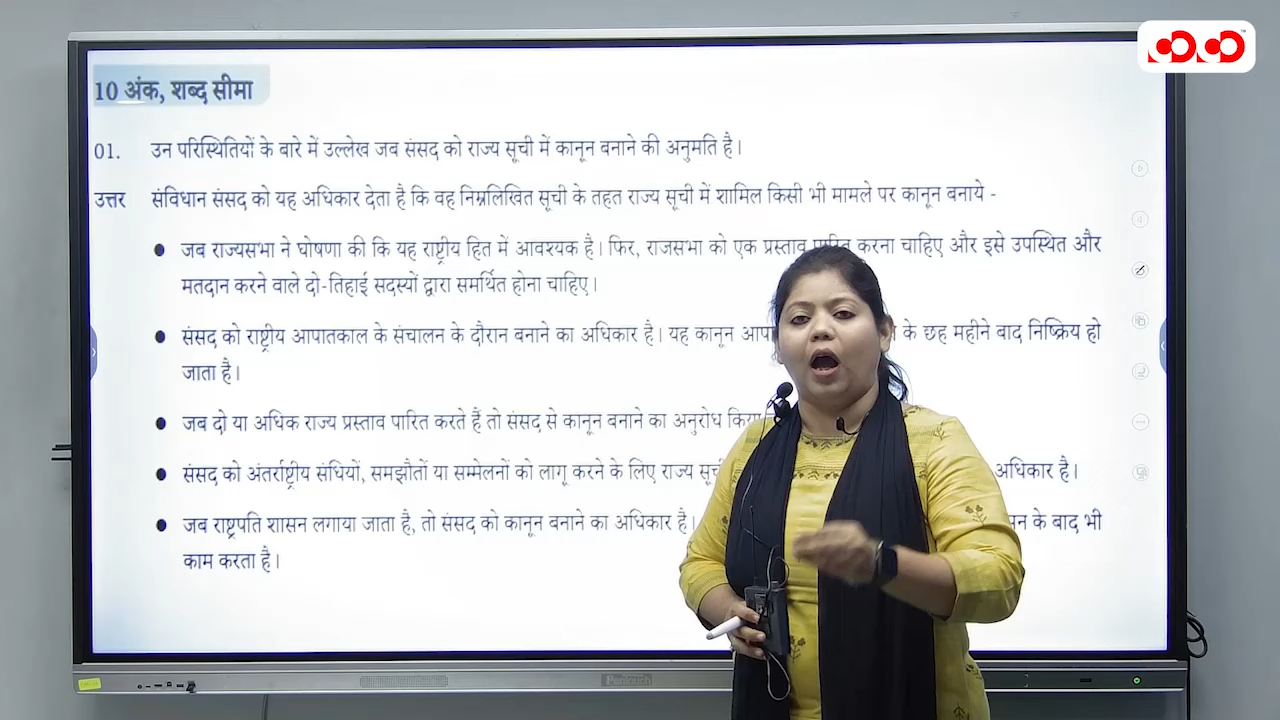 10 अंक, शब्द सीमा
01. उन परिस्थितियों के बारे में उल्लेख जब संसद को राज्य सूची में कानून बनाने की अनुमति है।
उत्तर संविधान संसद को यह अधिकार देता है कि वह निम्नलिखित सूची के तहत राज्य सूची में शामिल किसी भी मामले पर कानून बनाये -
● जब राज्यसभा ने घोषणा की कि यह राष्ट्रीय हित में आवश्यक है। फिर, राजसभा को एक प्रस्ताव पारित करना चाहिए और इसे उपस्थित और
मतदान करने वाले दो-तिहाई सदस्यों द्वारा समर्थित होना चाहिए।
● संसद को राष्ट्रीय आपातकाल के संचालन के दौरान बनाने का अधिकार है। यह कानून के छह महीने बाद निष्क्रिय हो
जाता है।
● जब दो या अधिक राज्य प्रस्ताव पारित करते हैं तो संसद से कानून बनाने का अनुरोध
● संसद को अंतर्राष्ट्रीय संधियों, समझौतों या सम्मेलनों को लागू करने के लिए राज्य अधिकार है।
● जब राष्ट्रपति शासन लगाया जाता है, तो संसद को कानून बनाने का अधिकार है। के बाद भी
काम करता है।